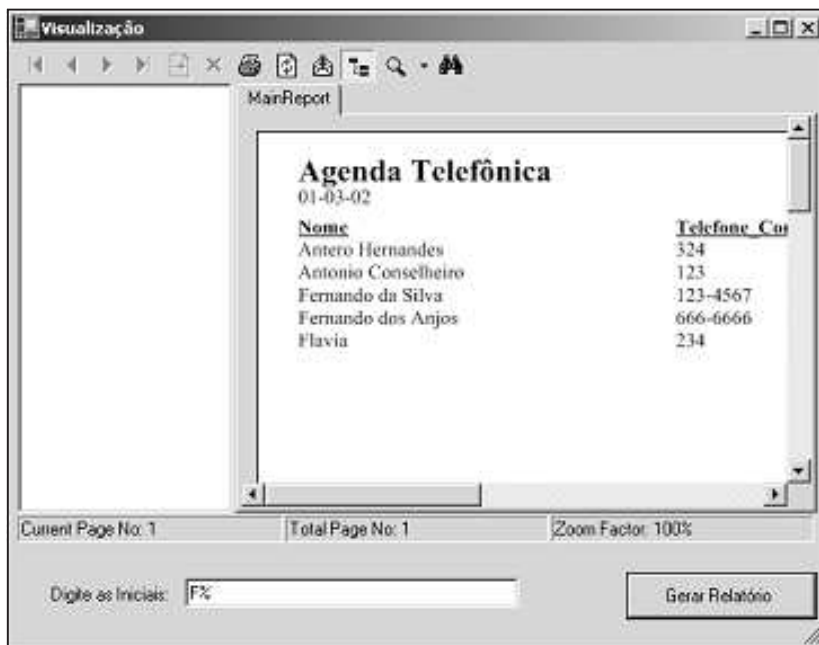 Visualização
MainReport
Agenda Telefônica
01-03-02
Nome Telefone_Co
Antero Hernandes 324
Antonio Conselheiro 123
Fernando da Silva 123-4567
Fernando dos Anjos 666-6666
Flavia 234
Current Page No: 1 Total Page No: 1 Zoom Factor: 100%
Digite as Iniciais: F% Gerar Relatório